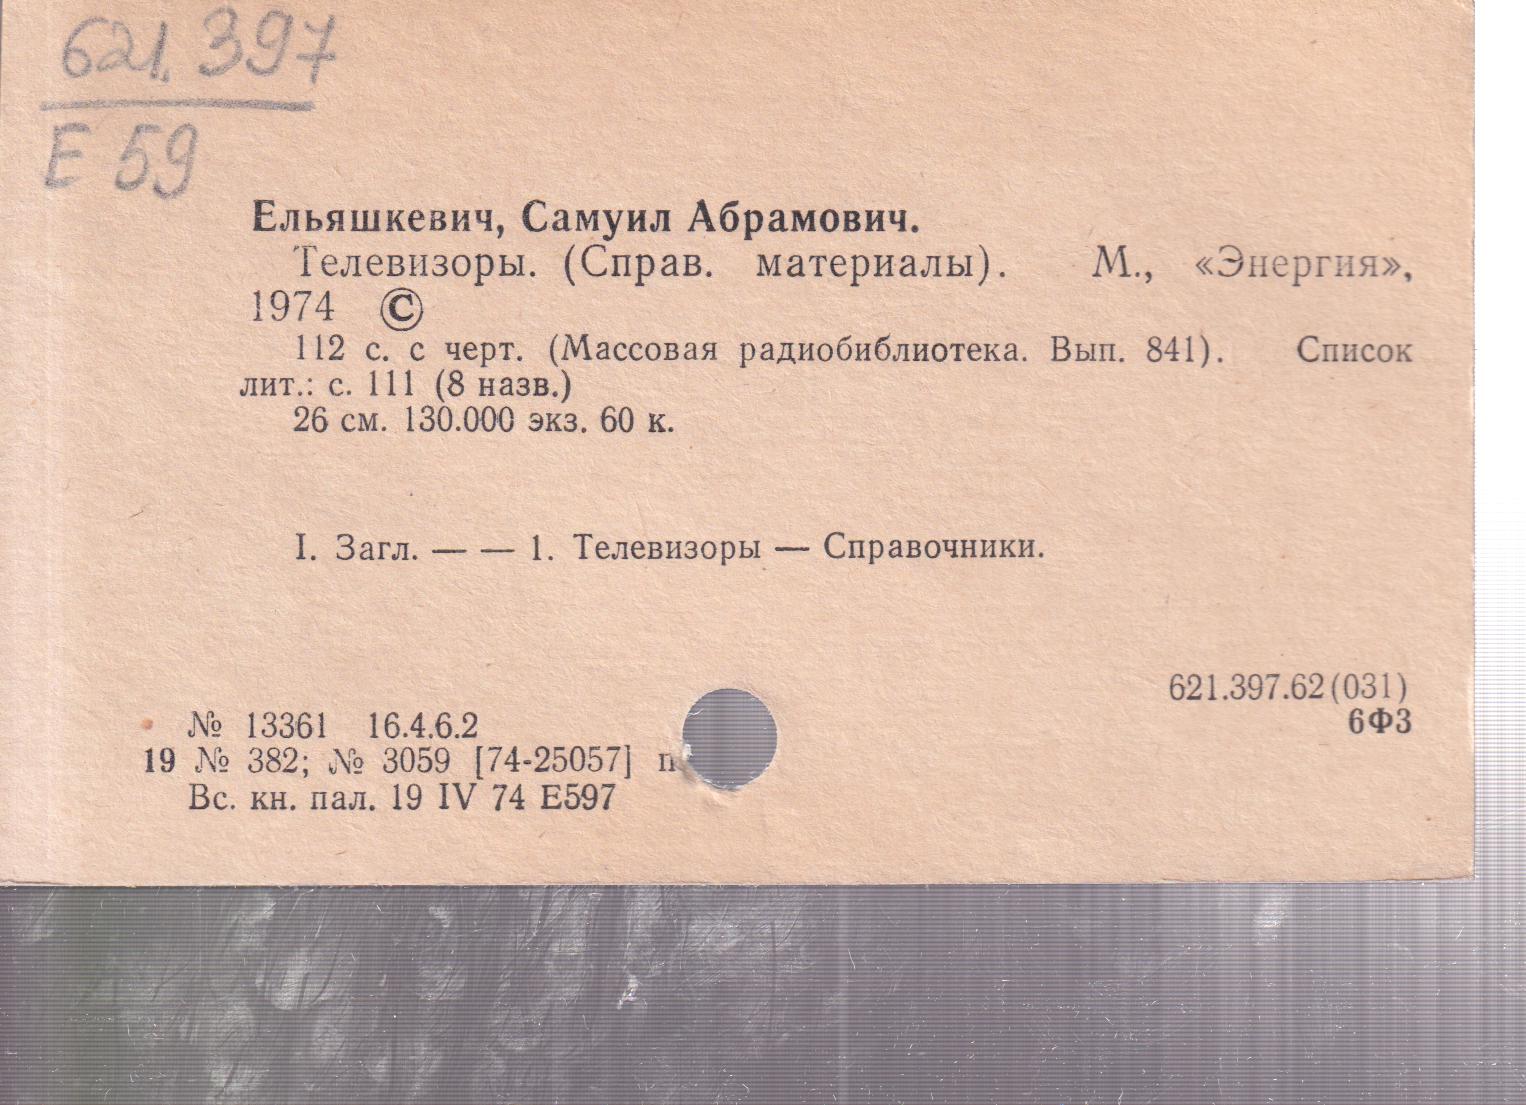 621.397
Е 59
Ельяшкевич, Самуил Абрамович.
Телевизоры. (Справ. материалы). М., «Энергия»,
1974 ©
112 с. с черт. (Массовая радиобиблиотека. Вып. 841). Список
лит.: с. 111 (8 назв.)
26 см. 130.000 экз. 60 к.
I. Загл. — — 1. Телевизоры — Справочники.
621.397.62(031)
6Ф3
№ 13361 16.4.6.2
19 № 382; № 3059 [74-25057] п
Вс. кн. пал. 19 IV 74 Е597